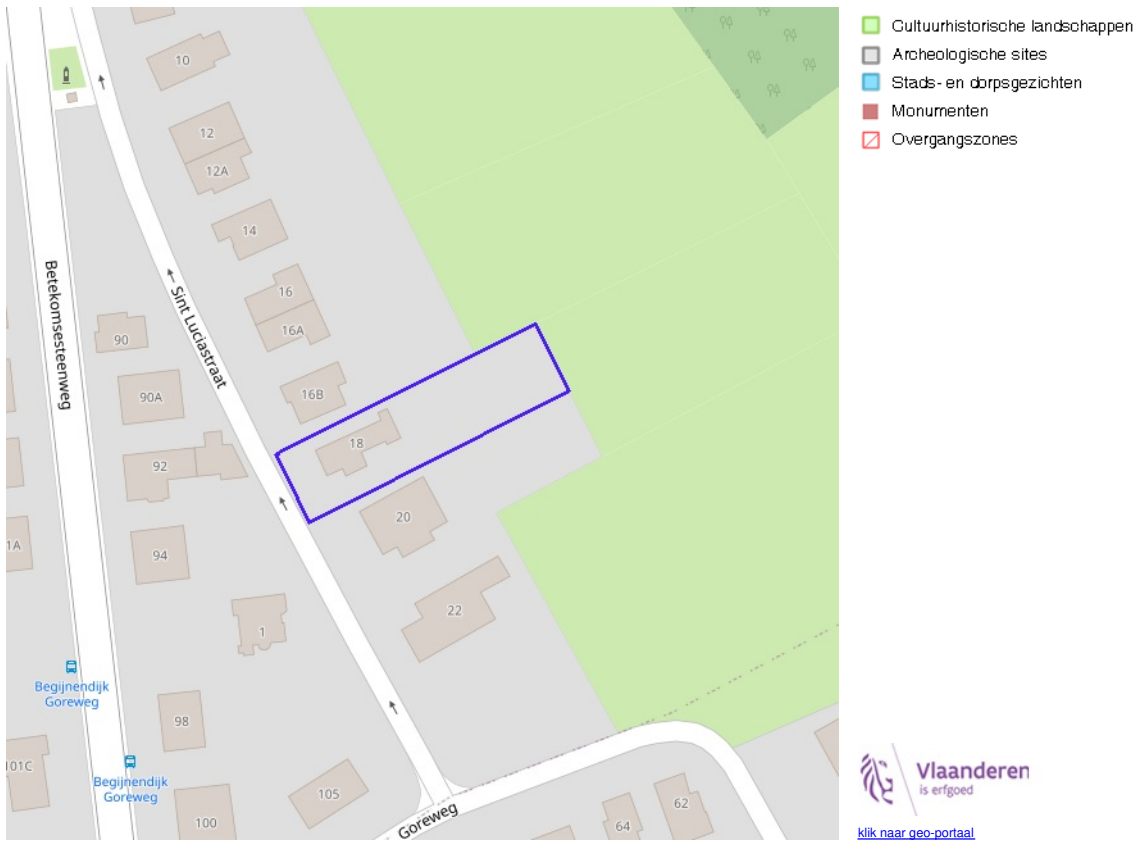 10
12
12A
14
16
16A
16B
18
20
22
90
90A
92
94
1A
1
98
100
101C
105
62
64
Betekomsesteenweg
Sint Luciastraat
Goreweg
Begijnendijk
Goreweg
Begijnendijk
Goreweg
Cultuurhistorische landschappen
Archeologische sites
Stads- en dorpsgezichten
Monumenten
Overgangszones
Vlaanderen
is erfgoed
klik naar geo-portaal